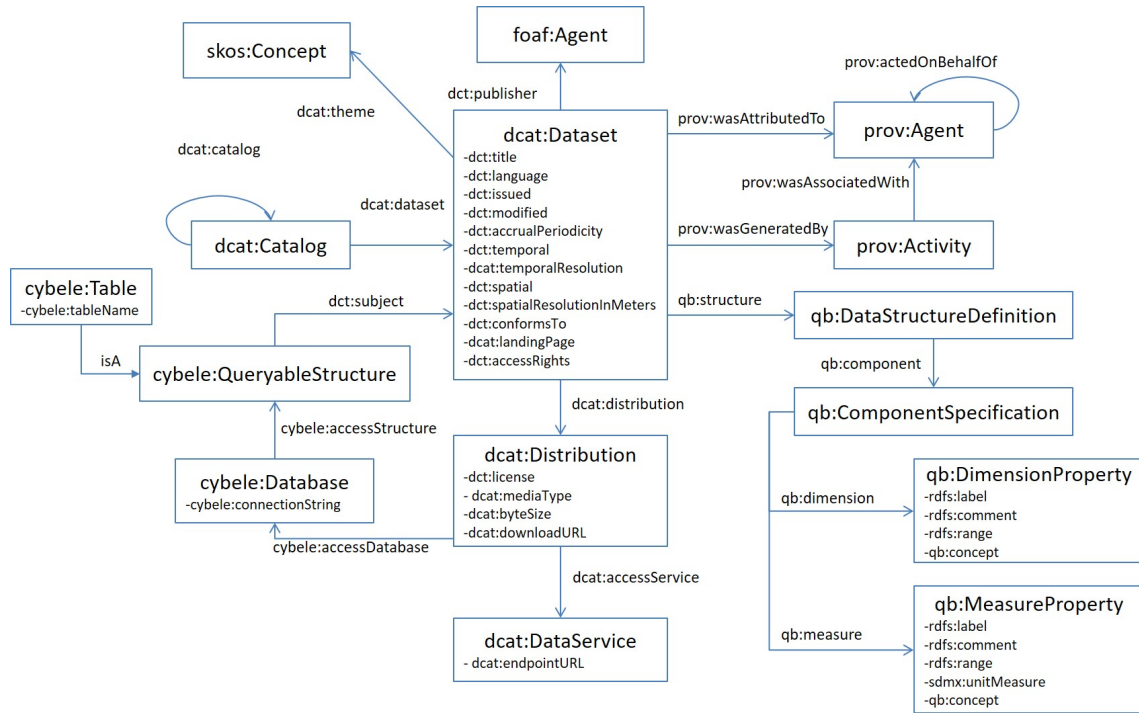 foaf:Agent
skos:Concept
prov:actedOnBehalfOf
dct:publisher
dcat:theme
dcat:Dataset
-dct:title
-dct:language
-dct:issued
-dct:modified
-dct:accrualPeriodicity
-dct:temporal
-dcat:temporalResolution
-dct:spatial
-dct:spatialResolutionInMeters
-dct:conformsTo
-dcat:landingPage
-dct:accessRights
prov:wasAttributedTo
prov:Agent
dcat:catalog
prov:wasAssociatedWith
dcat:dataset
dcat:Catalog
prov:wasGeneratedBy
prov:Activity
cybele:Table
-cybele:tableName
dct:subject
qb:structure
qb:DataStructureDefinition
isA
cybele:QueryableStructure
qb:component
dcat:distribution
qb:ComponentSpecification
cybele:accessStructure
dcat:Distribution
-dct:license
- dcat:mediaType
-dcat:byteSize
-dcat:downloadURL
cybele:Database
-cybele:connectionString
cybele:accessDatabase
qb:dimension
qb:DimensionProperty
-rdfs:label
-rdfs:comment
-rdfs:range
-qb:concept
dcat:accessService
dcat:DataService
- dcat:endpointURL
qb:measure
qb:MeasureProperty
-rdfs:label
-rdfs:comment
-rdfs:range
-sdmx:unitMeasure
-qb:concept